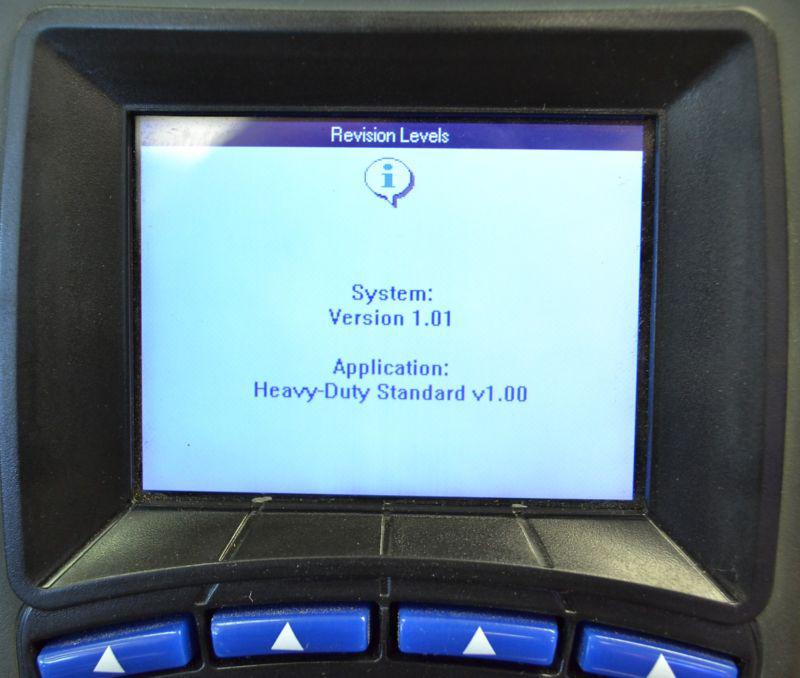 Revision Levels
i
System:
Version 1.01
Application:
Heavy-Duty Standard v1.00